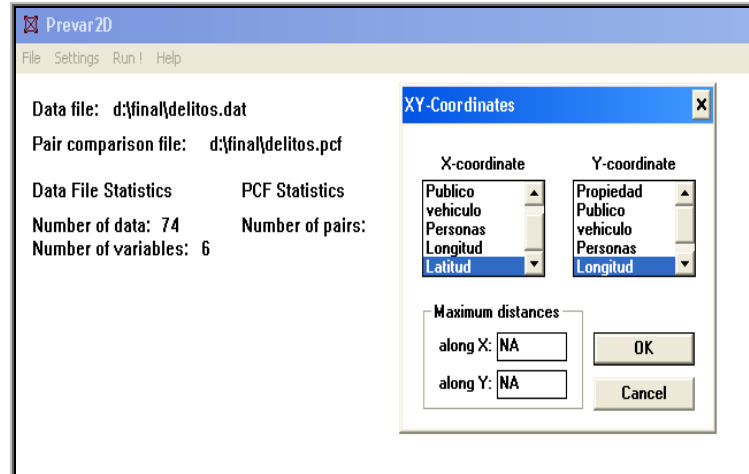 Prevar2D
File Settings Run! Help
Data file: d:\final\delitos.dat
Pair comparison file: d:\final\delitos.pcf
Data File Statistics PCF Statistics
Number of data: 74 Number of pairs:
Number of variables: 6
XY-Coordinates
X-coordinate Y-coordinate
Publico Propiedad
vehiculo Publico
Personas vehiculo
Longitud Personas
Latitud Longitud
Maximum distances
along X: NA OK
along Y: NA Cancel